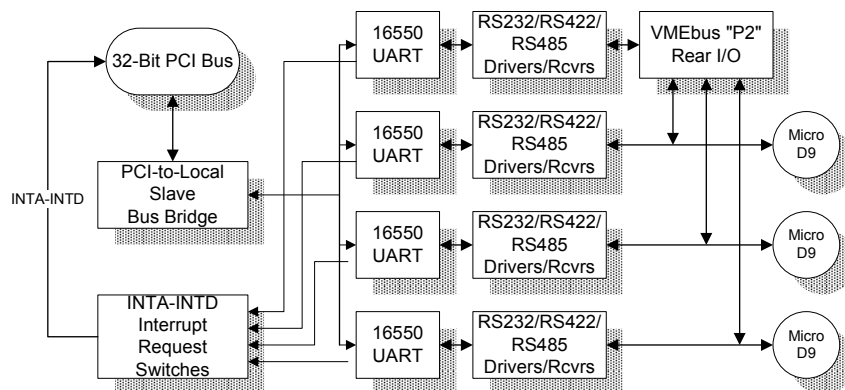 32-Bit PCI Bus
PCI-to-Local
Slave
Bus Bridge
INTA-INTD
INTA-INTD
Interrupt
Request
Switches
16550
UART
RS232/RS422/
RS485
Drivers/Rcvrs
VMEbus "P2"
Rear I/O
16550
UART
RS232/RS422/
RS485
Drivers/Rcvrs
Micro
D9
16550
UART
RS232/RS422/
RS485
Drivers/Rcvrs
Micro
D9
16550
UART
RS232/RS422/
RS485
Drivers/Rcvrs
Micro
D9